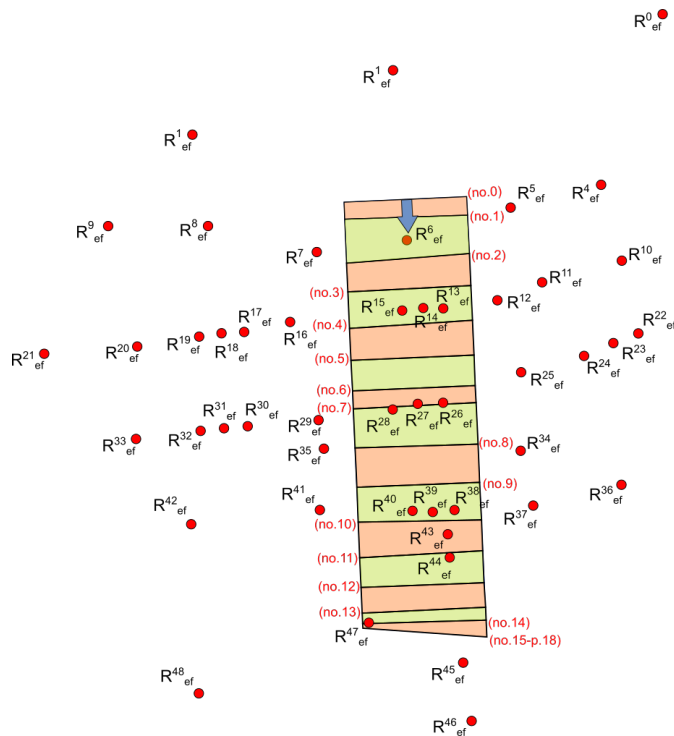 R0ef
R1ef
R1ef
(no.0)
R5ef
R4ef
(no.1)
R9ef
R8ef
R6ef
R7ef
(no.2)
R10ef
R11ef
(no.3)
R15ef
R13ef
R12ef
R14ef
R17ef
R16ef
(no.4)
R22ef
R19ef
R18ef
R23ef
R20ef
R21ef
(no.5)
R24ef
R25ef
(no.6)
(no.7)
R31ef
R30ef
R29ef
R28ef
R27ef
R26ef
R33ef
R32ef
R34ef
(no.8)
R35ef
(no.9)
R36ef
R41ef
R40ef
R39ef
R38ef
R37ef
R42ef
(no.10)
R43ef
(no.11)
R44ef
(no.12)
(no.13)
(no.14)
R47ef
(no.15-p.18)
R45ef
R48ef
R46ef